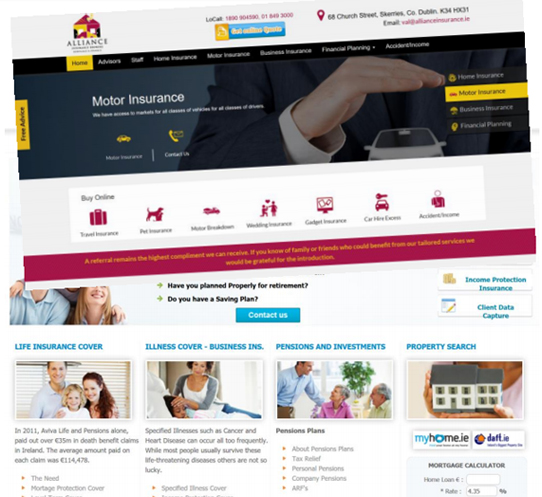 LoCall: 1890 904590, 01 849 3000
68 Church Street, Skerries, Co. Dublin. K34 HX31
Email: val@allianceinsurance.ie
Get online Quote
ALLIANCE
Home Advisors Staff Home Insurance Motor Insurance Business Insurance Financial Planning Accident/Income
Free Advice
Motor Insurance
We have access to markets for all classes of vehicles for all classes of drivers.
Motor Insurance
Contact Us
Home Insurance
Motor Insurance
Business Insurance
Financial Planning
Buy Online
Travel Insurance
Pet Insurance
Motor Breakdown
Wedding Insurance
Gadget Insurance
Car Hire Excess
Accident/Income
A referral remains the highest compliment we can receive. If you know of family or friends who could benefit from our tailored services we
would be grateful for the introduction.
Have you planned Properly for retirement?
Do you have a Saving Plan?
Contact us
Income Protection
Insurance
Client Data
Capture
LIFE INSURANCE COVER
In 2011, Aviva Life and Pensions alone,
paid out over €35m in death benefit claims
in Ireland. The average amount paid on
each claim was €114,478.
The Need
Mortage Protection Cover
ILLNESS COVER - BUSINESS INS.
Specified Illnesses such as Cancer and
Heart Disease can occur all too frequently.
While most people usually survive these
life-threatening diseases others are not so
lucky.
Specified Illness Cover
PENSIONS AND INVESTMENTS
Pensions Plans
About Pensions Plans
Tax Relief
Personal Pensions
Company Pensions
ARF's
PROPERTY SEARCH
myhome.ie
daft.ie
MORTGAGE CALCULATOR
Home Loan € :
* Rate : 4.35 %